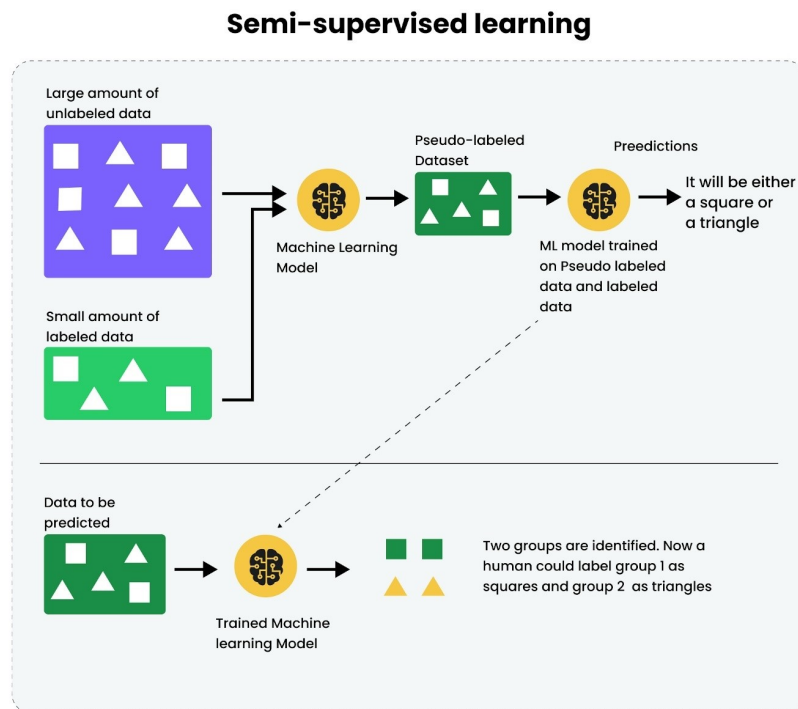 Semi-supervised learning
Large amount of
unlabeled data
Pseudo-labeled
Dataset
Preedictions
It will be either
a square or
a triangle
Machine Learning
Model
ML model trained
on Pseudo labeled
data and labeled
data
Small amount of
labeled data
Data to be
predicted
Two groups are identified. Now a
human could label group 1 as
squares and group 2 as triangles
Trained Machine
learning Model